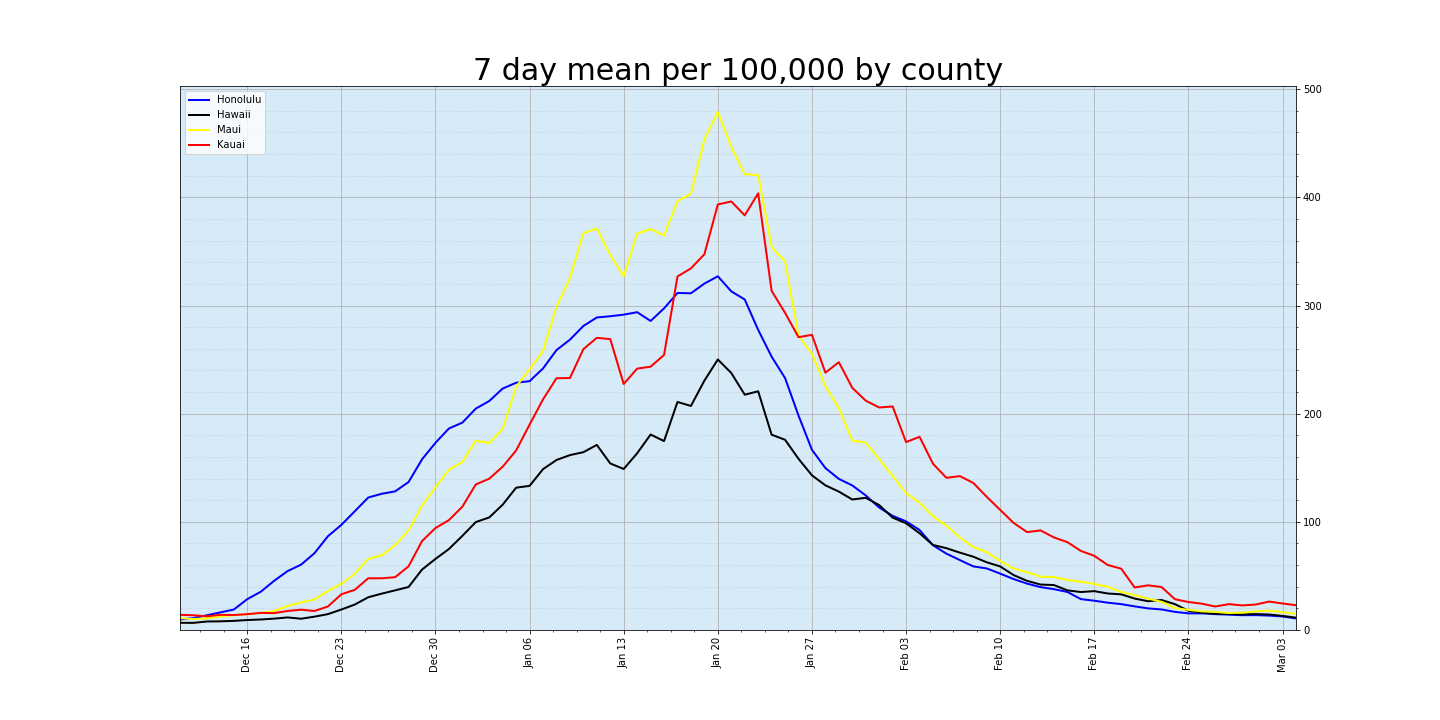 7 day mean per 100,000 by county
Honolulu
Hawaii
Maui
Kauai
500
400
300
200
100
0
Dec 16
Dec 23
Dec 30
Jan 06
Jan 13
Jan 20
Jan 27
Feb 03
Feb 10
Feb 17
Feb 24
Mar 03